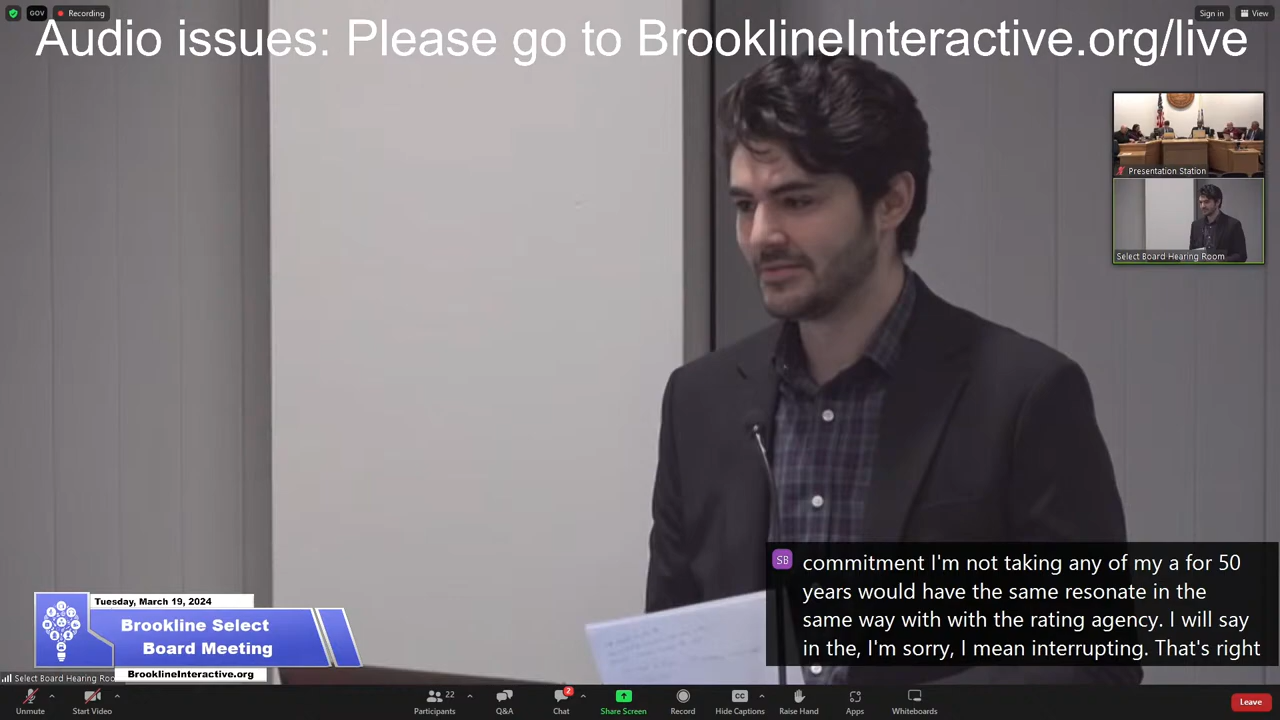 GOV
Recording
Sign in
View
Audio issues: Please go to BrooklineInteractive.org/live
Presentation Station
Select Board Hearing Room
SB
commitment I'm not taking any of my a for 50
years would have the same resonate in the
same way with with the rating agency. I will say
in the, I'm sorry, I mean interrupting. That's right
Tuesday, March 19, 2024
Brookline Select
Board Meeting
BrooklineInteractive.org
Select Board Hearing Roo
Unmute
Start Video
Participants
22
Q&A
Chat
2
Share Screen
Record
CC
Hide Captions
Raise Hand
Apps
Whiteboards
Leave